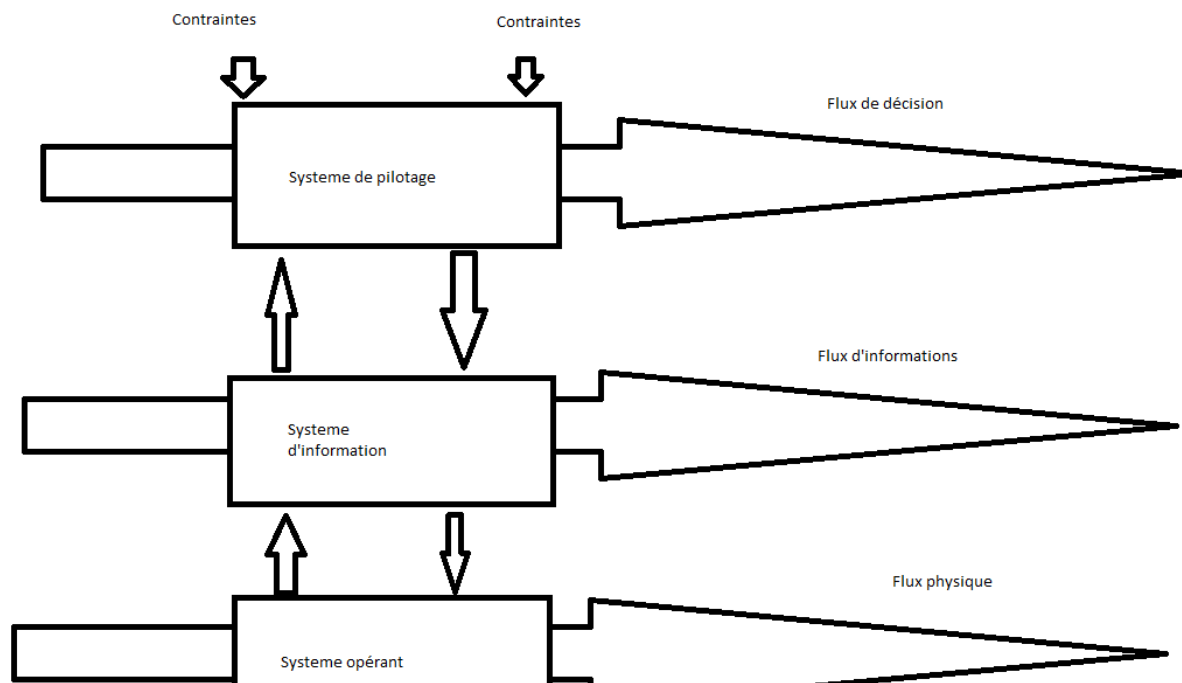 Contraintes
Contraintes
Flux de décision
Systeme de pilotage
Flux d'informations
Systeme
d'information
Flux physique
Systeme opérant